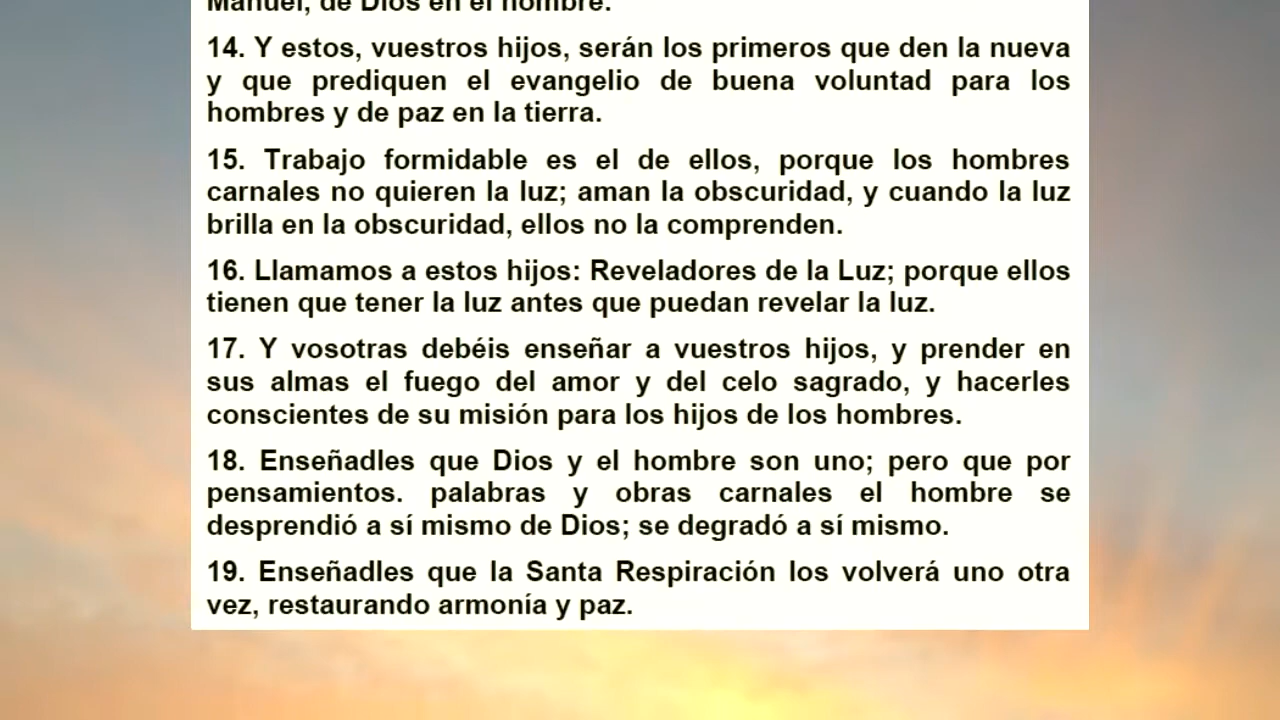 Manuel, de Dios en el hombre.
14. Y estos, vuestros hijos, serán los primeros que den la nueva
y que prediquen el evangelio de buena voluntad para los
hombres y de paz en la tierra.
15. Trabajo formidable es el de ellos, porque los hombres
carnales no quieren la luz; aman la obscuridad, y cuando la luz
brilla en la obscuridad, ellos no la comprenden.
16. Llamamos a estos hijos: Reveladores de la Luz; porque ellos
tienen que tener la luz antes que puedan revelar la luz.
17. Y vosotras debéis enseñar a vuestros hijos, y prender en
sus almas el fuego del amor y del celo sagrado, y hacerles
conscientes de su misión para los hijos de los hombres.
18. Enseñadles que Dios y el hombre son uno; pero que por
pensamientos. palabras y obras carnales el hombre se
desprendió a sí mismo de Dios; se degradó a sí mismo.
19. Enseñadles que la Santa Respiración los volverá uno otra
vez, restaurando armonía y paz.